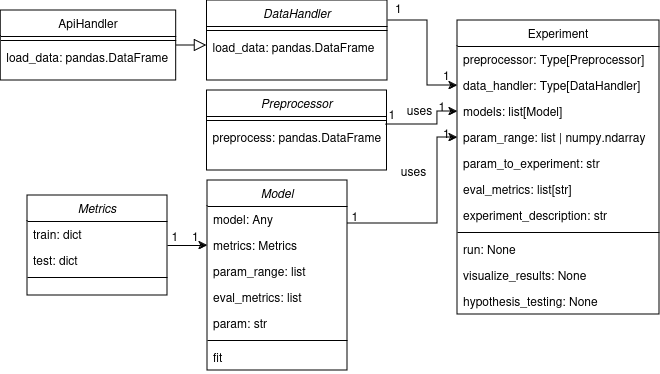 ApiHandler
load_data: pandas.DataFrame
DataHandler
load_data: pandas.DataFrame
1
1
Preprocessor
preprocess: pandas.DataFrame
1
uses
1
Metrics
train: dict
test: dict
1
1
Model
model: Any
metrics: Metrics
param_range: list
eval_metrics: list
param: str
fit
1
uses
1
Experiment
preprocessor: Type[Preprocessor]
data_handler: Type[DataHandler]
models: list[Model]
param_range: list | numpy.ndarray
param_to_experiment: str
eval_metrics: list[str]
experiment_description: str
run: None
visualize_results: None
hypothesis_testing: None